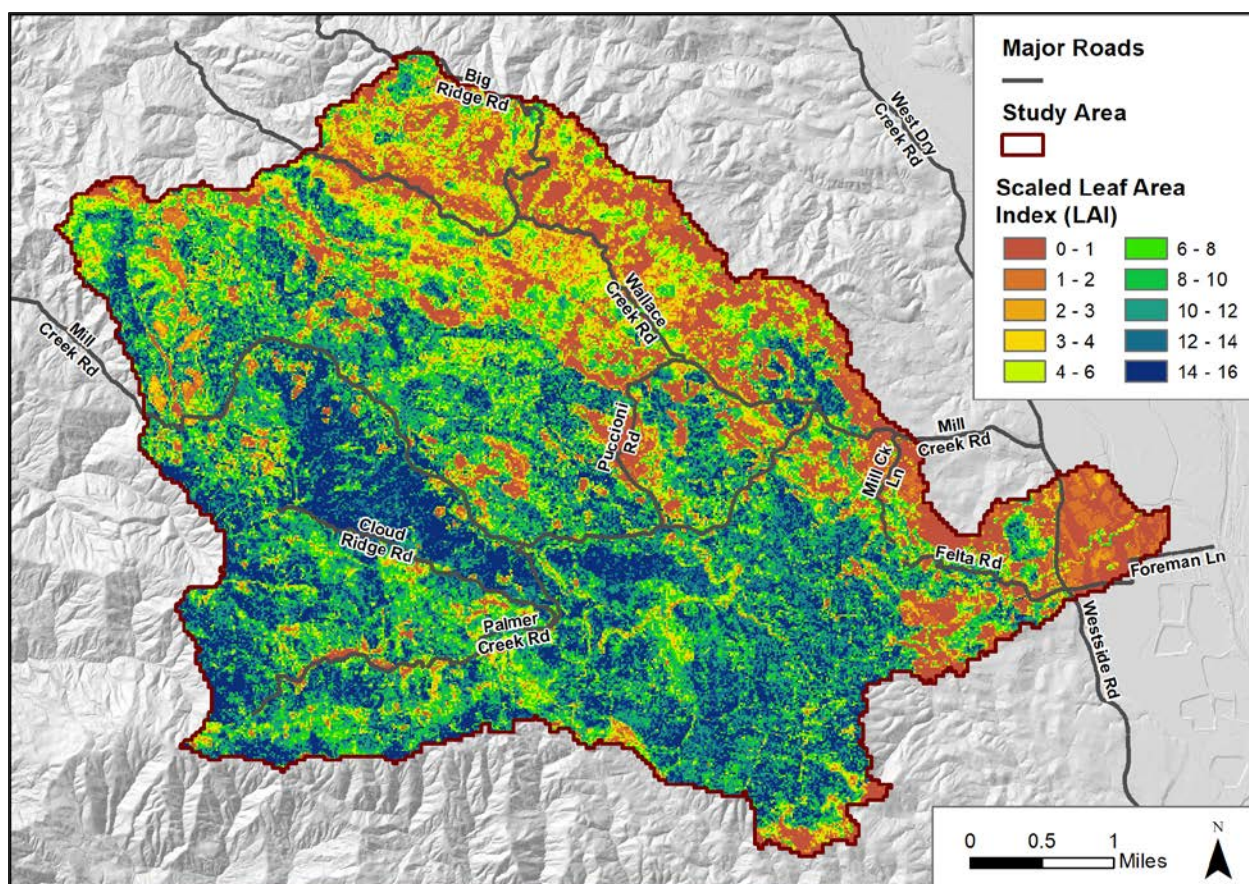 Major Roads
Study Area
Scaled Leaf Area
Index (LAI)
0 - 1
6 - 8
1 - 2
8 - 10
2 - 3
10 - 12
3 - 4
12 - 14
4 - 6
14 - 16
Big
Ridge Rd
West Dry
Creek Rd
Wallace
Creek Rd
Mill
Creek Rd
Puccioni
Rd
Mill Ck
Ln
Mill
Creek Rd
Cloud
Ridge Rd
Felta Rd
Foreman Ln
Palmer
Creek Rd
Westside Rd
0
0.5
1
Miles
N